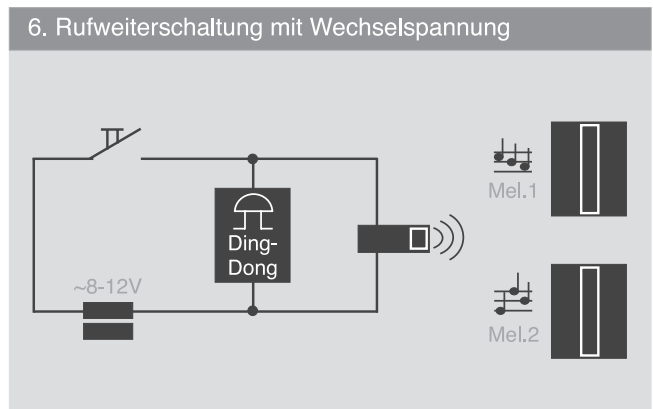 6. Rufweiterschaltung mit Wechselspannung
Mel.1
Ding-
Dong
~8-12V
Mel.2